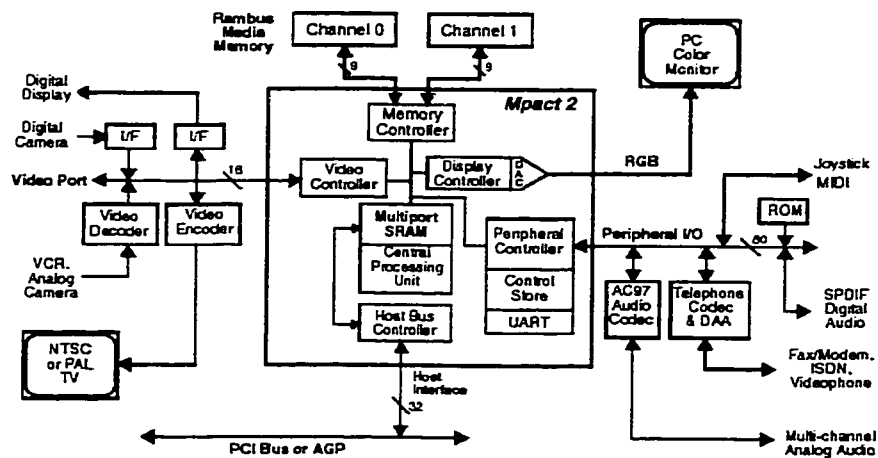 Rambus
Media
Memory
Channel 0
Channel 1
9
9
PC
Color
Monitor
Digital
Display
Digital
Camera
I/F
I/F
Mpact 2
Memory
Controller
Video Port
16
Video
Controller
Display
Controller
DAC
RGB
Joystick
MIDI
Video
Decoder
Video
Encoder
Multiport
SRAM
Central
Processing
Unit
Peripheral
Controller
Control
Store
UART
Peripheral I/O
80
ROM
VCR,
Analog
Camera
Host Bus
Controller
AC97
Audio
Codec
Telephone
Codec
& DAA
SPDIF
Digital
Audio
NTSC
or PAL
TV
Host
Interface
32
Fax/Modem,
ISDN,
Videophone
PCI Bus or AGP
Multi-channel
Analog Audio